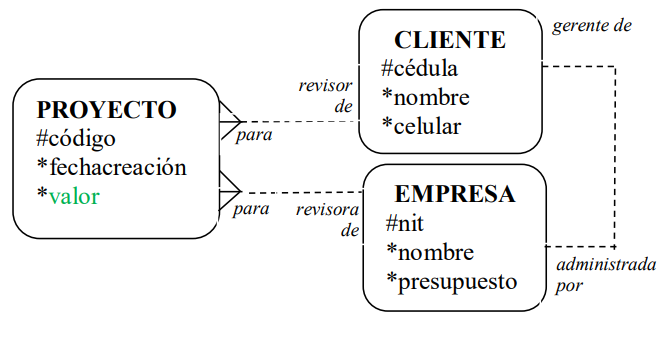 PROYECTO
#código
*fechacreación
*valor
para
para
revisor
de
revisora
de
CLIENTE
#cédula
*nombre
*celular
EMPRESA
#nit
*nombre
*presupuesto
gerente de
administrada
por